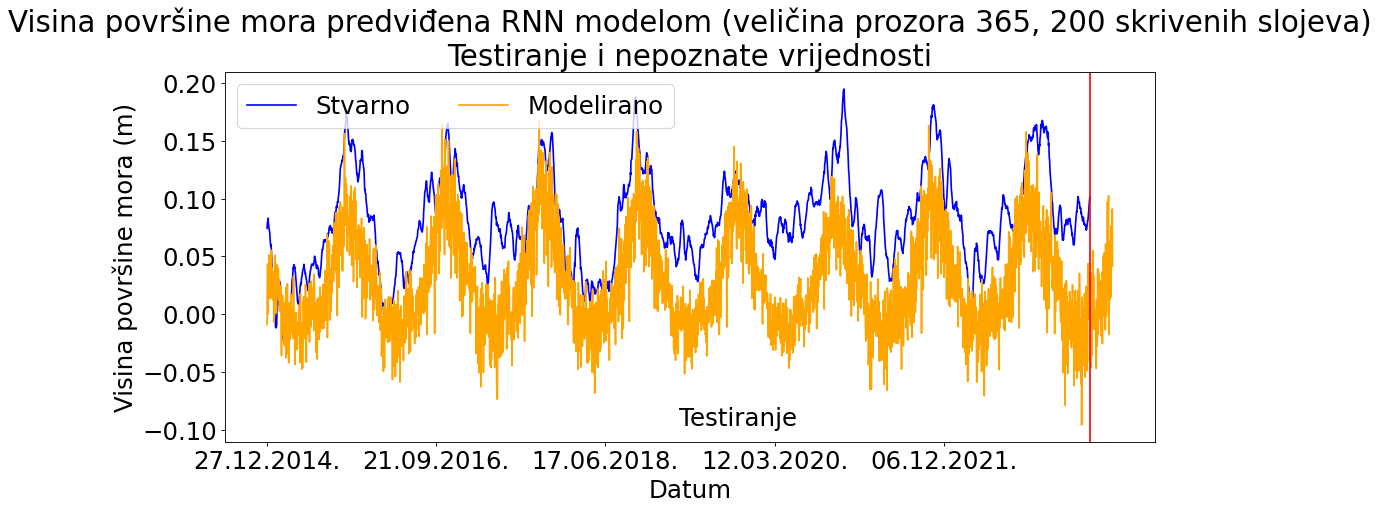 Visina površine mora predviđena RNN modelom (veličina prozora 365, 200 skrivenih slojeva)
Testiranje i nepoznate vrijednosti
Stvarno
Modelirano
Visina površine mora (m)
0.20
0.15
0.10
0.05
0.00
−0.05
−0.10
Testiranje
27.12.2014.
21.09.2016.
17.06.2018.
12.03.2020.
06.12.2021.
Datum